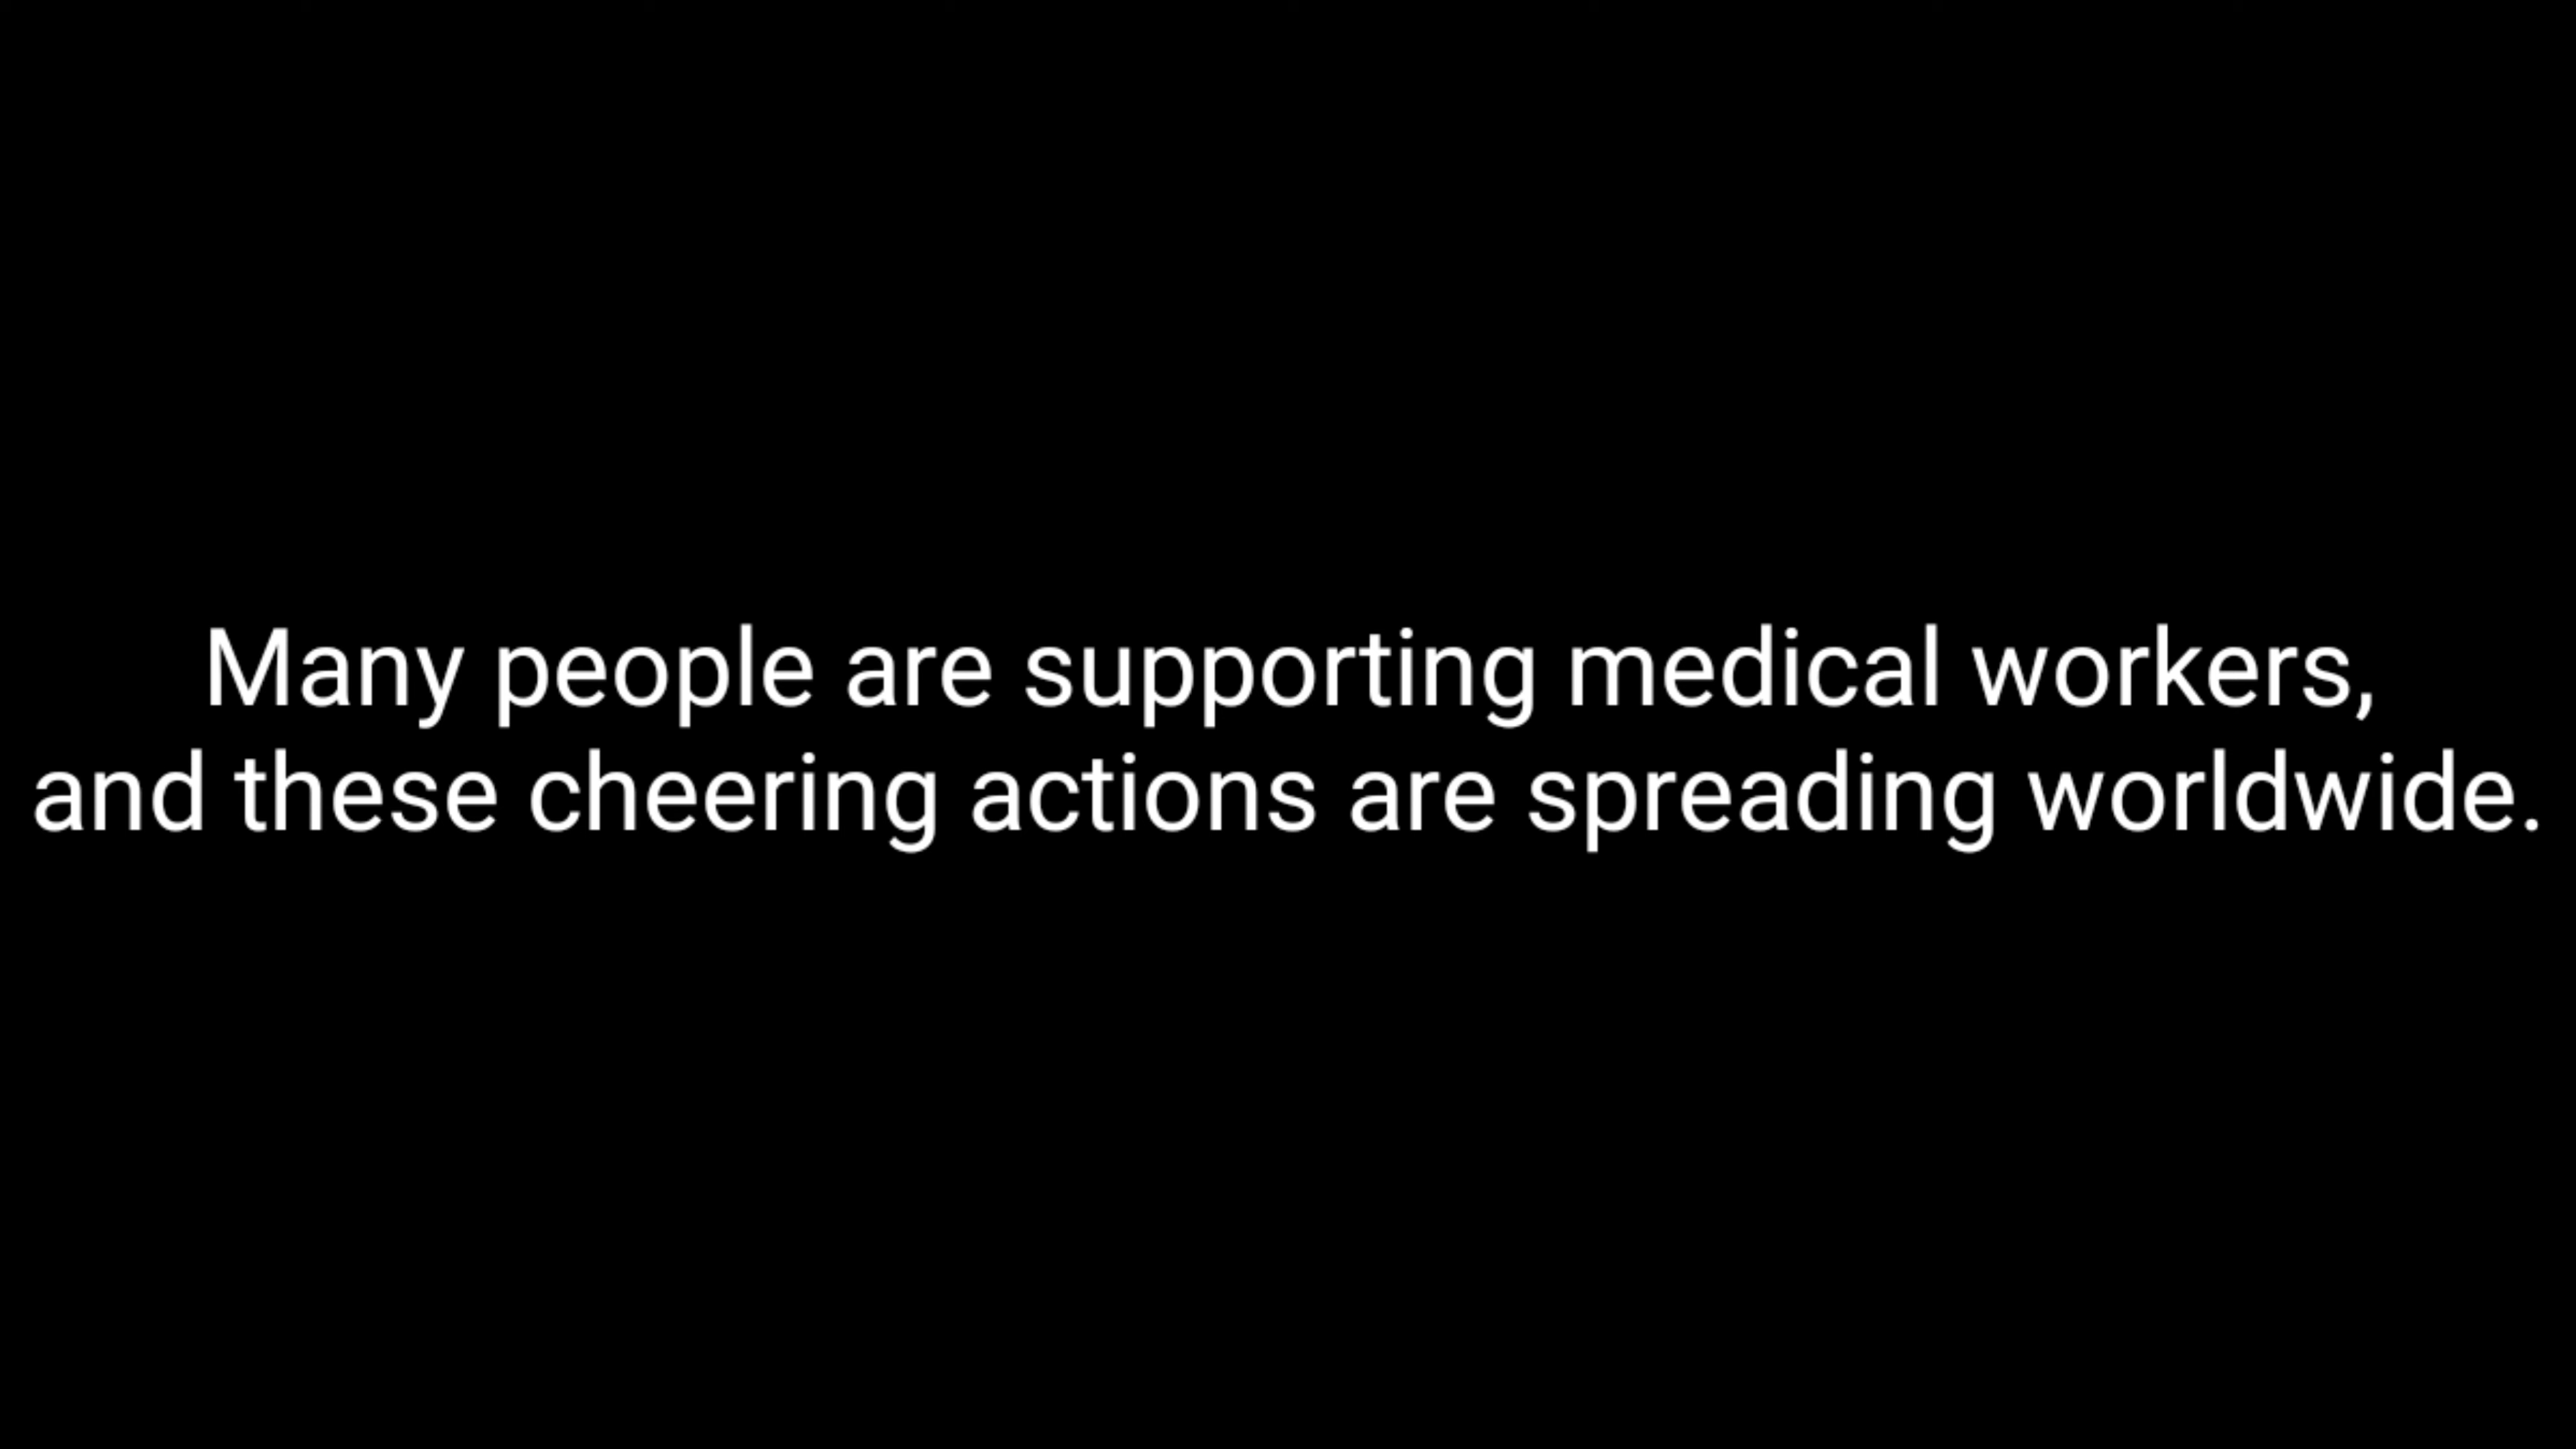 Many people are supporting medical workers,
and these cheering actions are spreading worldwide.